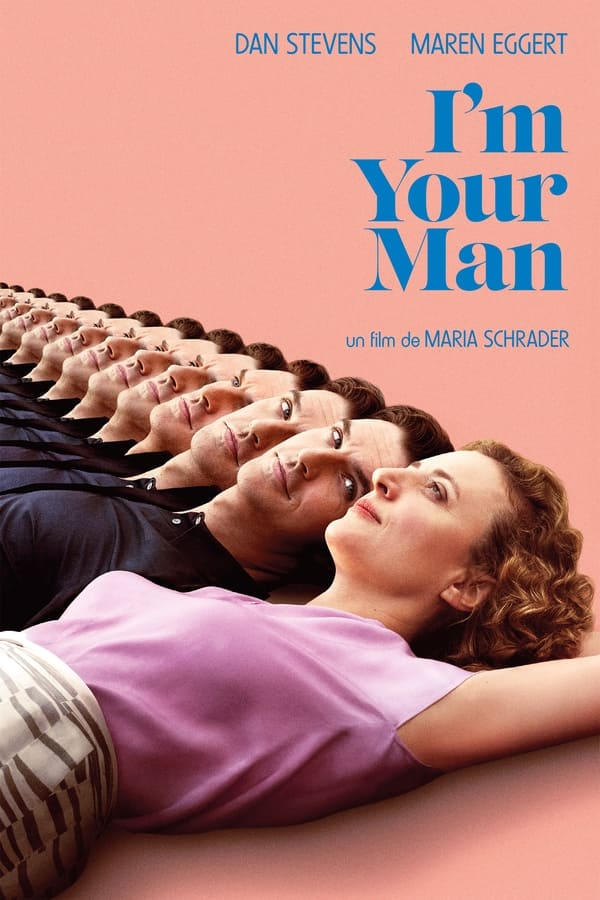 DAN STEVENS MAREN EGGERT
I'm
Your
Man
un film de MARIA SCHRADER